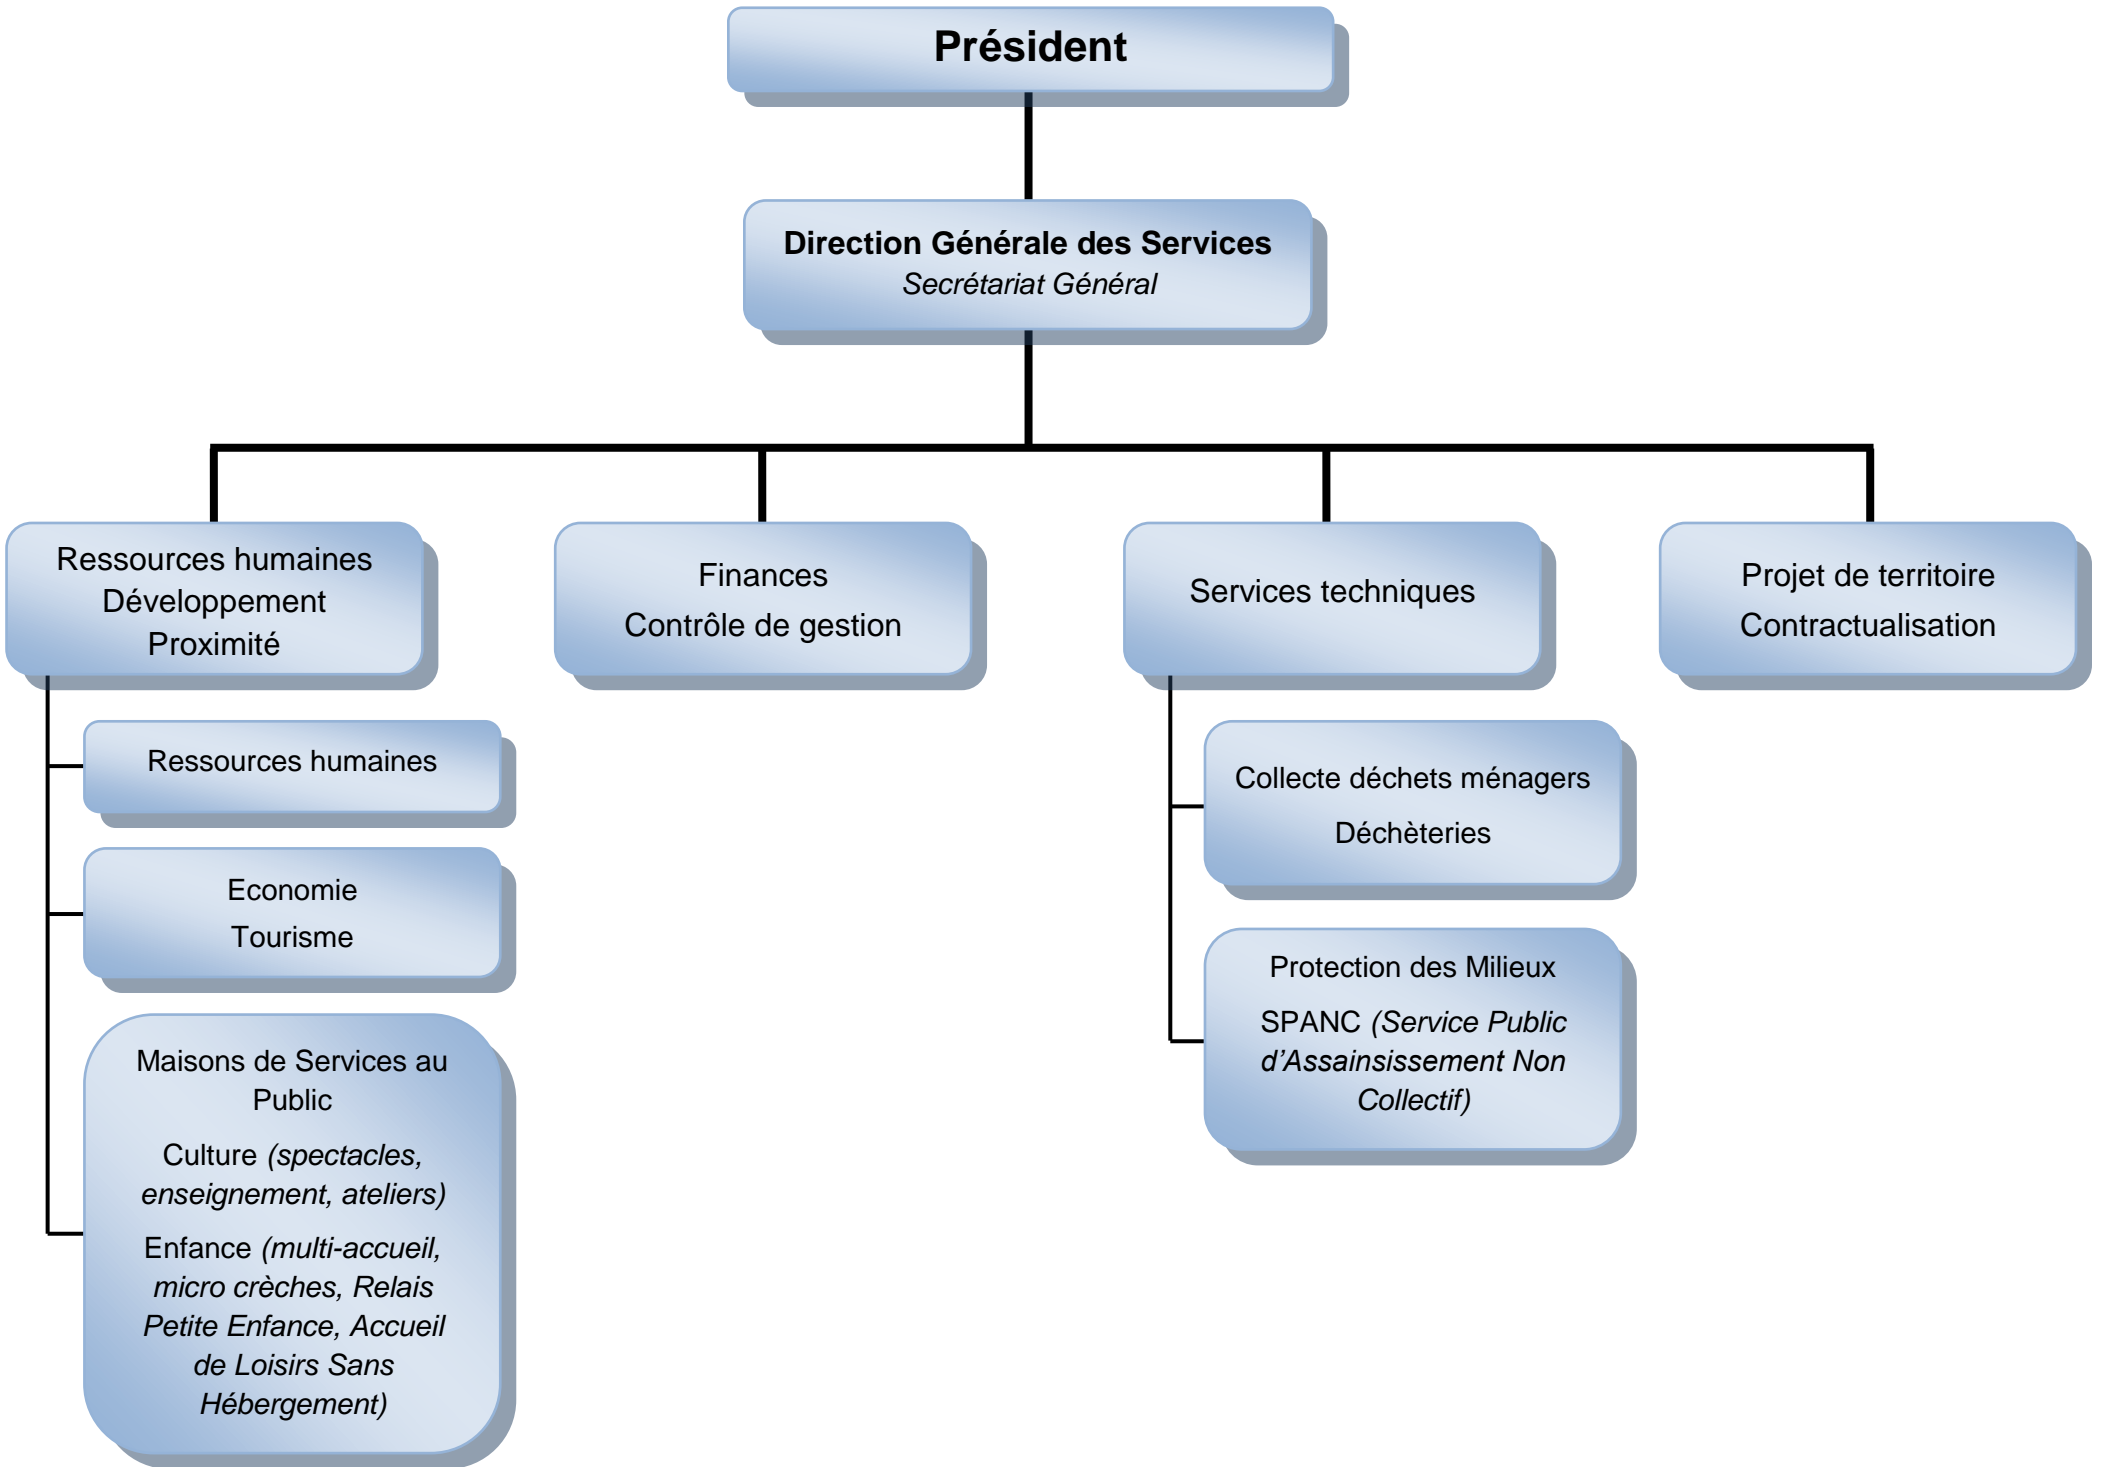 Président
Direction Générale des Services
Secrétariat Général
Ressources humaines
Développement
Proximité
Finances
Contrôle de gestion
Services techniques
Projet de territoire
Contractualisation
Ressources humaines
Economie
Tourisme
Maisons de Services au
Public
Culture (spectacles,
enseignement, ateliers)
Enfance (multi-accueil,
micro crèches, Relais
Petite Enfance, Accueil
de Loisirs Sans
Hébergement)
Collecte déchets ménagers
Déchèteries
Protection des Milieux
SPANC (Service Public
d’Assainsissement Non
Collectif)